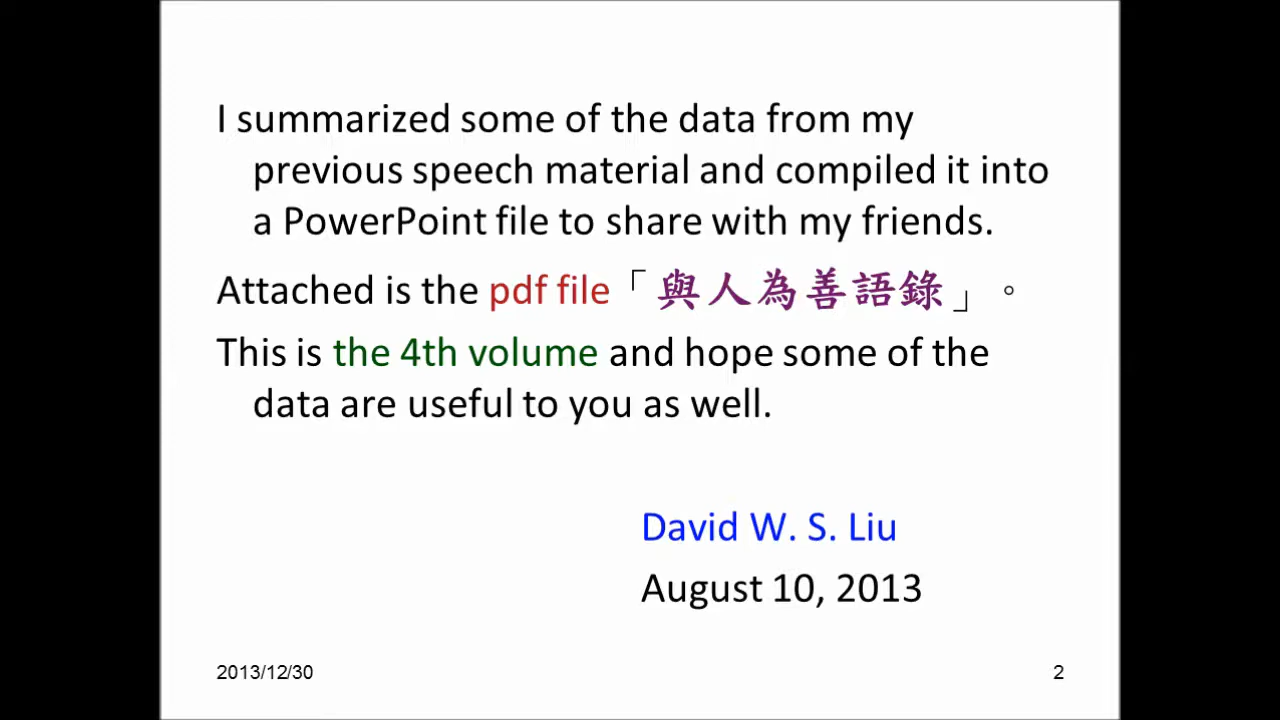 I summarized some of the data from my
previous speech material and compiled it into
a PowerPoint file to share with my friends.
Attached is the pdf file「與人為善語錄」。
This is the 4th volume and hope some of the
data are useful to you as well.
David W. S. Liu
August 10, 2013
2013/12/30
2